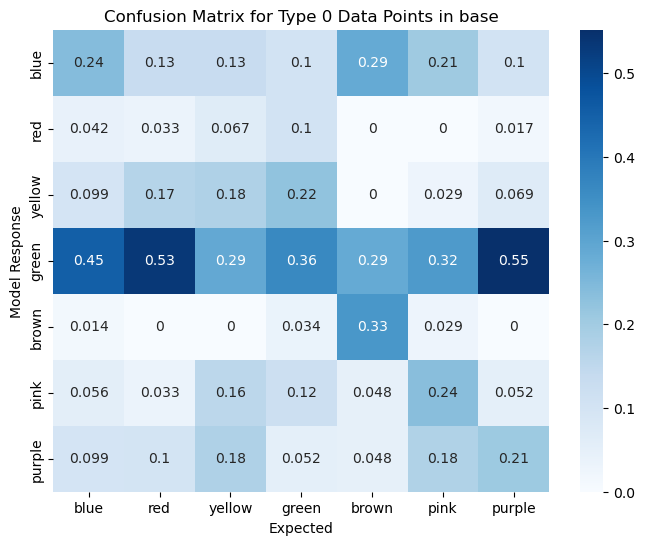 Confusion Matrix for Type 0 Data Points in base
blue 0.24 0.13 0.13 0.1 0.29 0.21 0.1
red 0.042 0.033 0.067 0.1 0 0 0.017
yellow 0.099 0.17 0.18 0.22 0 0.029 0.069
green 0.45 0.53 0.29 0.36 0.29 0.32 0.55
brown 0.014 0 0 0.034 0.33 0.029 0
pink 0.056 0.033 0.16 0.12 0.048 0.24 0.052
purple 0.099 0.1 0.18 0.052 0.048 0.18 0.21
blue red yellow green brown pink purple
Expected
Model Response
0.5
0.4
0.3
0.2
0.1
0.0